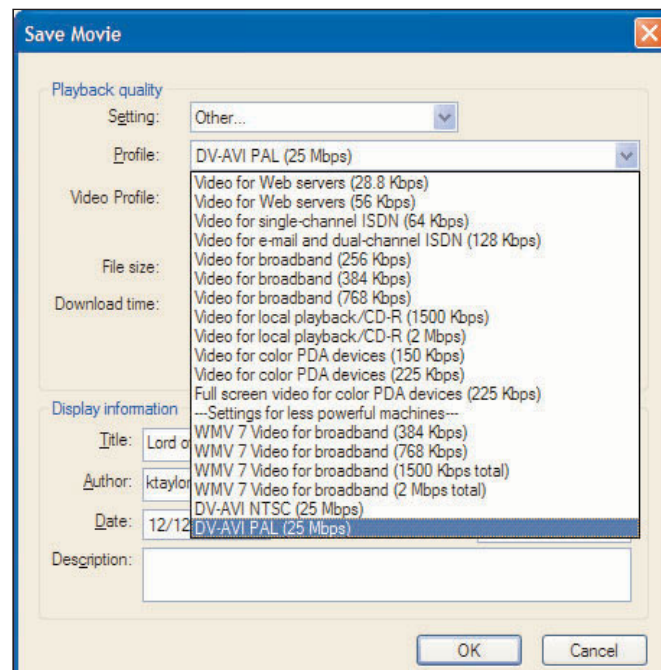 Save Movie
Playback quality
Setting: Other...
Profile: DV-AVI PAL (25 Mbps)
Video Profile:
File size:
Download time:
Video for Web servers (28.8 Kbps)
Video for Web servers (56 Kbps)
Video for single-channel ISDN (64 Kbps)
Video for e-mail and dual-channel ISDN (128 Kbps)
Video for broadband (256 Kbps)
Video for broadband (384 Kbps)
Video for broadband (768 Kbps)
Video for local playback/CD-R (1500 Kbps)
Video for local playback/CD-R (2 Mbps)
Video for color PDA devices (150 Kbps)
Video for color PDA devices (225 Kbps)
Full screen video for color PDA devices (225 Kbps)
---Settings for less powerful machines---
WMV 7 Video for broadband (384 Kbps)
WMV 7 Video for broadband (768 Kbps)
WMV 7 Video for broadband (1500 Kbps total)
WMV 7 Video for broadband (2 Mbps total)
DV-AVI NTSC (25 Mbps)
DV-AVI PAL (25 Mbps)
Display information
Title: Lord
Author: ktaylor
Date: 12/12
Description:
OK
Cancel